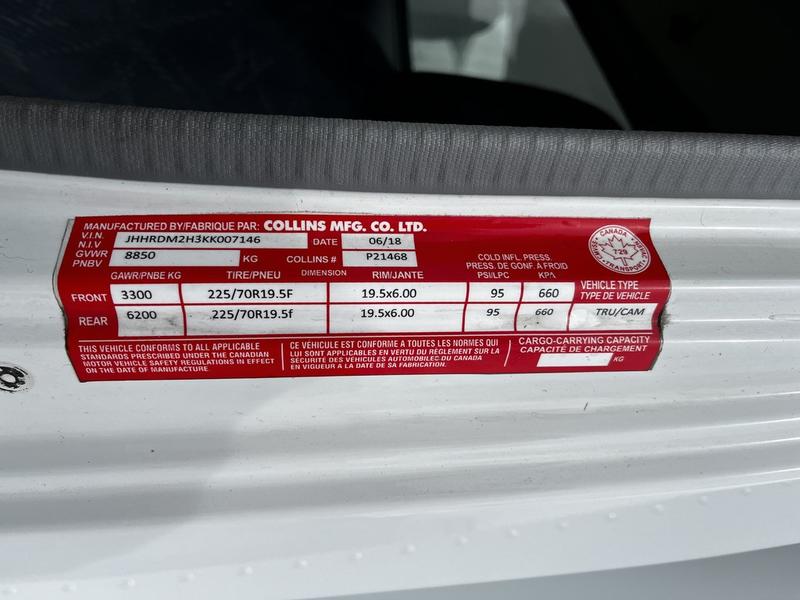 MANUFACTURED BY/FABRIQUE PAR: COLLINS MFG. CO. LTD.
V.I.N. N.I.V JHHRDM2H3KK007146 DATE 06/18
GVWR PNBV 8850 KG COLLINS # P21468
GAWR/PNBE KG TIRE/PNEU DIMENSION RIM/JANTE COLD INFL. PRESS. PRESS. DE GONF. A FROID PSI/LPC KPA
FRONT 3300 225/70R19.5F 19.5x6.00 95 660 VEHICLE TYPE TYPE DE VEHICLE
REAR 6200 225/70R19.5f 19.5x6.00 95 660 TRU/CAM
THIS VEHICLE CONFORMS TO ALL APPLICABLE
STANDARDS PRESCRIBED UNDER THE CANADIAN
MOTOR VEHICLE SAFETY REGULATIONS IN EFFECT
ON THE DATE OF MANUFACTURE.
CE VÉHICULE EST CONFORME A TOUTES LES NORMES QUI
LUI SONT APPLICABLES EN VERTU DU RÉGLEMENT SUR LA
SÉCURITÉ DES VÉHICULES AUTOMOBILES DU CANADA
EN VIGUEUR A LA DATE DE SA FABRICATION.
CARGO-CARRYING CAPACITY
CAPACITÉ DE CHARGEMENT
KG
CANADA
729
TRANSPORT